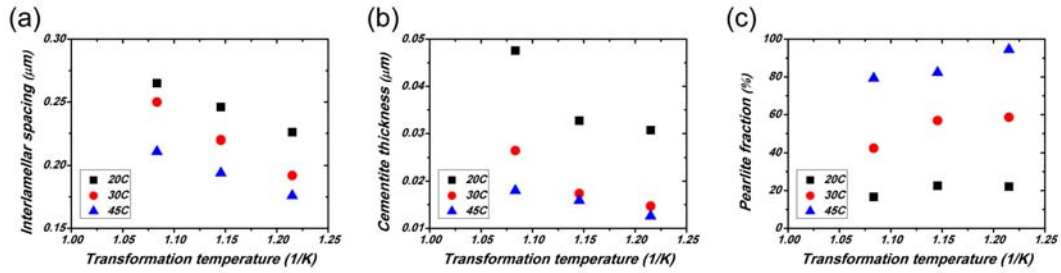 (a)
0.30
0.25
0.20
0.15
Interlamellar spacing (μm)
20C
30C
45C
1.00 1.05 1.10 1.15 1.20 1.25
Transformation temperature (1/K)
(b)
0.05
0.04
0.03
0.02
0.01
Cementite thickness (μm)
20C
30C
45C
1.00 1.05 1.10 1.15 1.20 1.25
Transformation temperature (1/K)
(c)
100
80
60
40
20
0
Pearlite fraction (%)
20C
30C
45C
1.00 1.05 1.10 1.15 1.20 1.25
Transformation temperature (1/K)